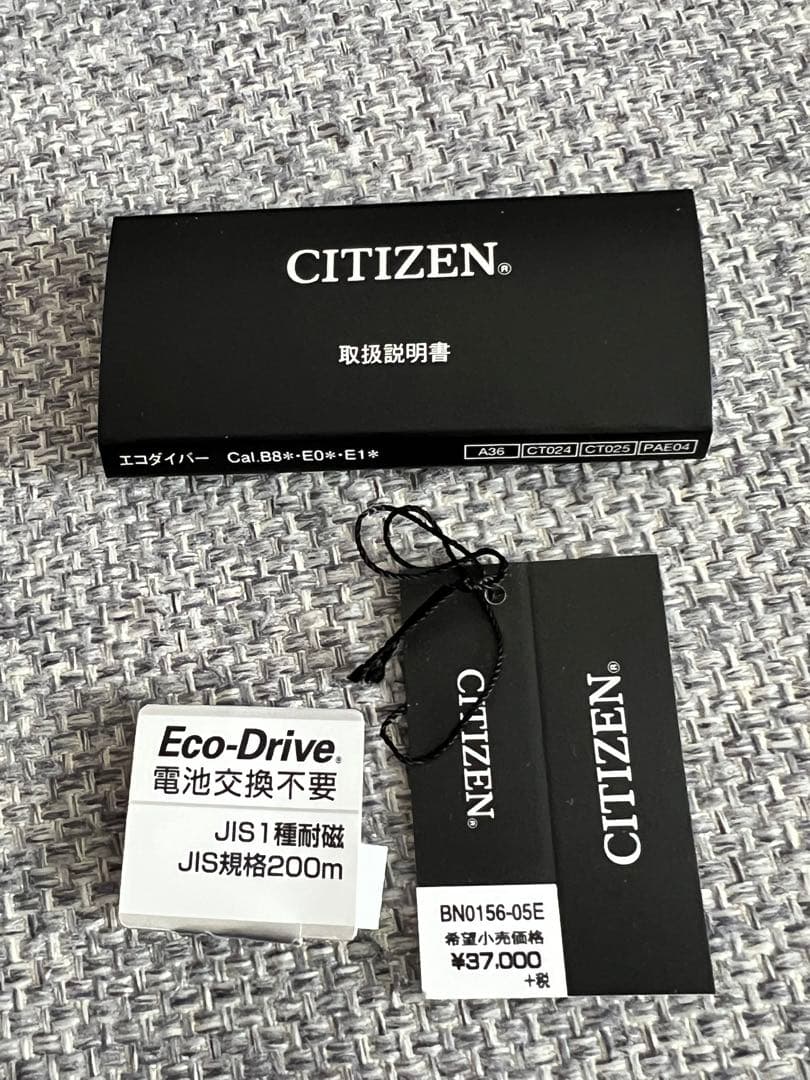 CITIZEN®
取扱説明書
エコダイバー Cal.B8*・E0*・E1*
A36 CT024 CT025 PAE04
Eco-Drive®
電池交換不要
JIS1種耐磁
JIS規格200m
CITIZEN®
CITIZEN®
BN0156-05E
希望小売価格
¥37,000
+税